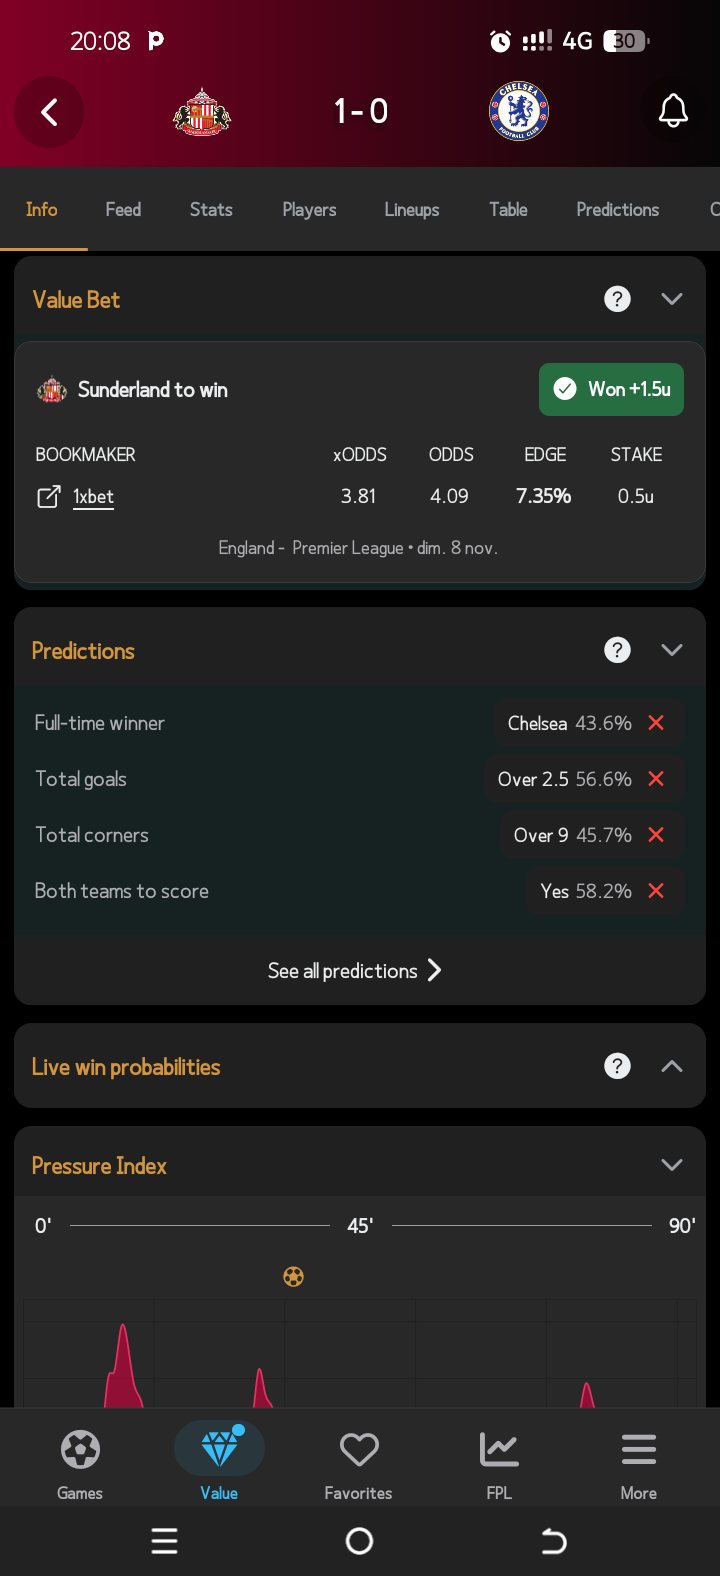 20:08 4G 30
1 - 0
CHELSEA
FOOTBALL CLUB
Info Feed Stats Players Lineups Table Predictions
Value Bet ?
Sunderland to win Won +1.5u
BOOKMAKER xODDS ODDS EDGE STAKE
1xbet 3.81 4.09 7.35% 0.5u
England - Premier League • dim. 8 nov.
Predictions ?
Full-time winner Chelsea 43.6%
Total goals Over 2.5 56.6%
Total corners Over 9 45.7%
Both teams to score Yes 58.2%
See all predictions
Live win probabilities ?
Pressure Index
0' 45' 90'
Games Value Favorites FPL More